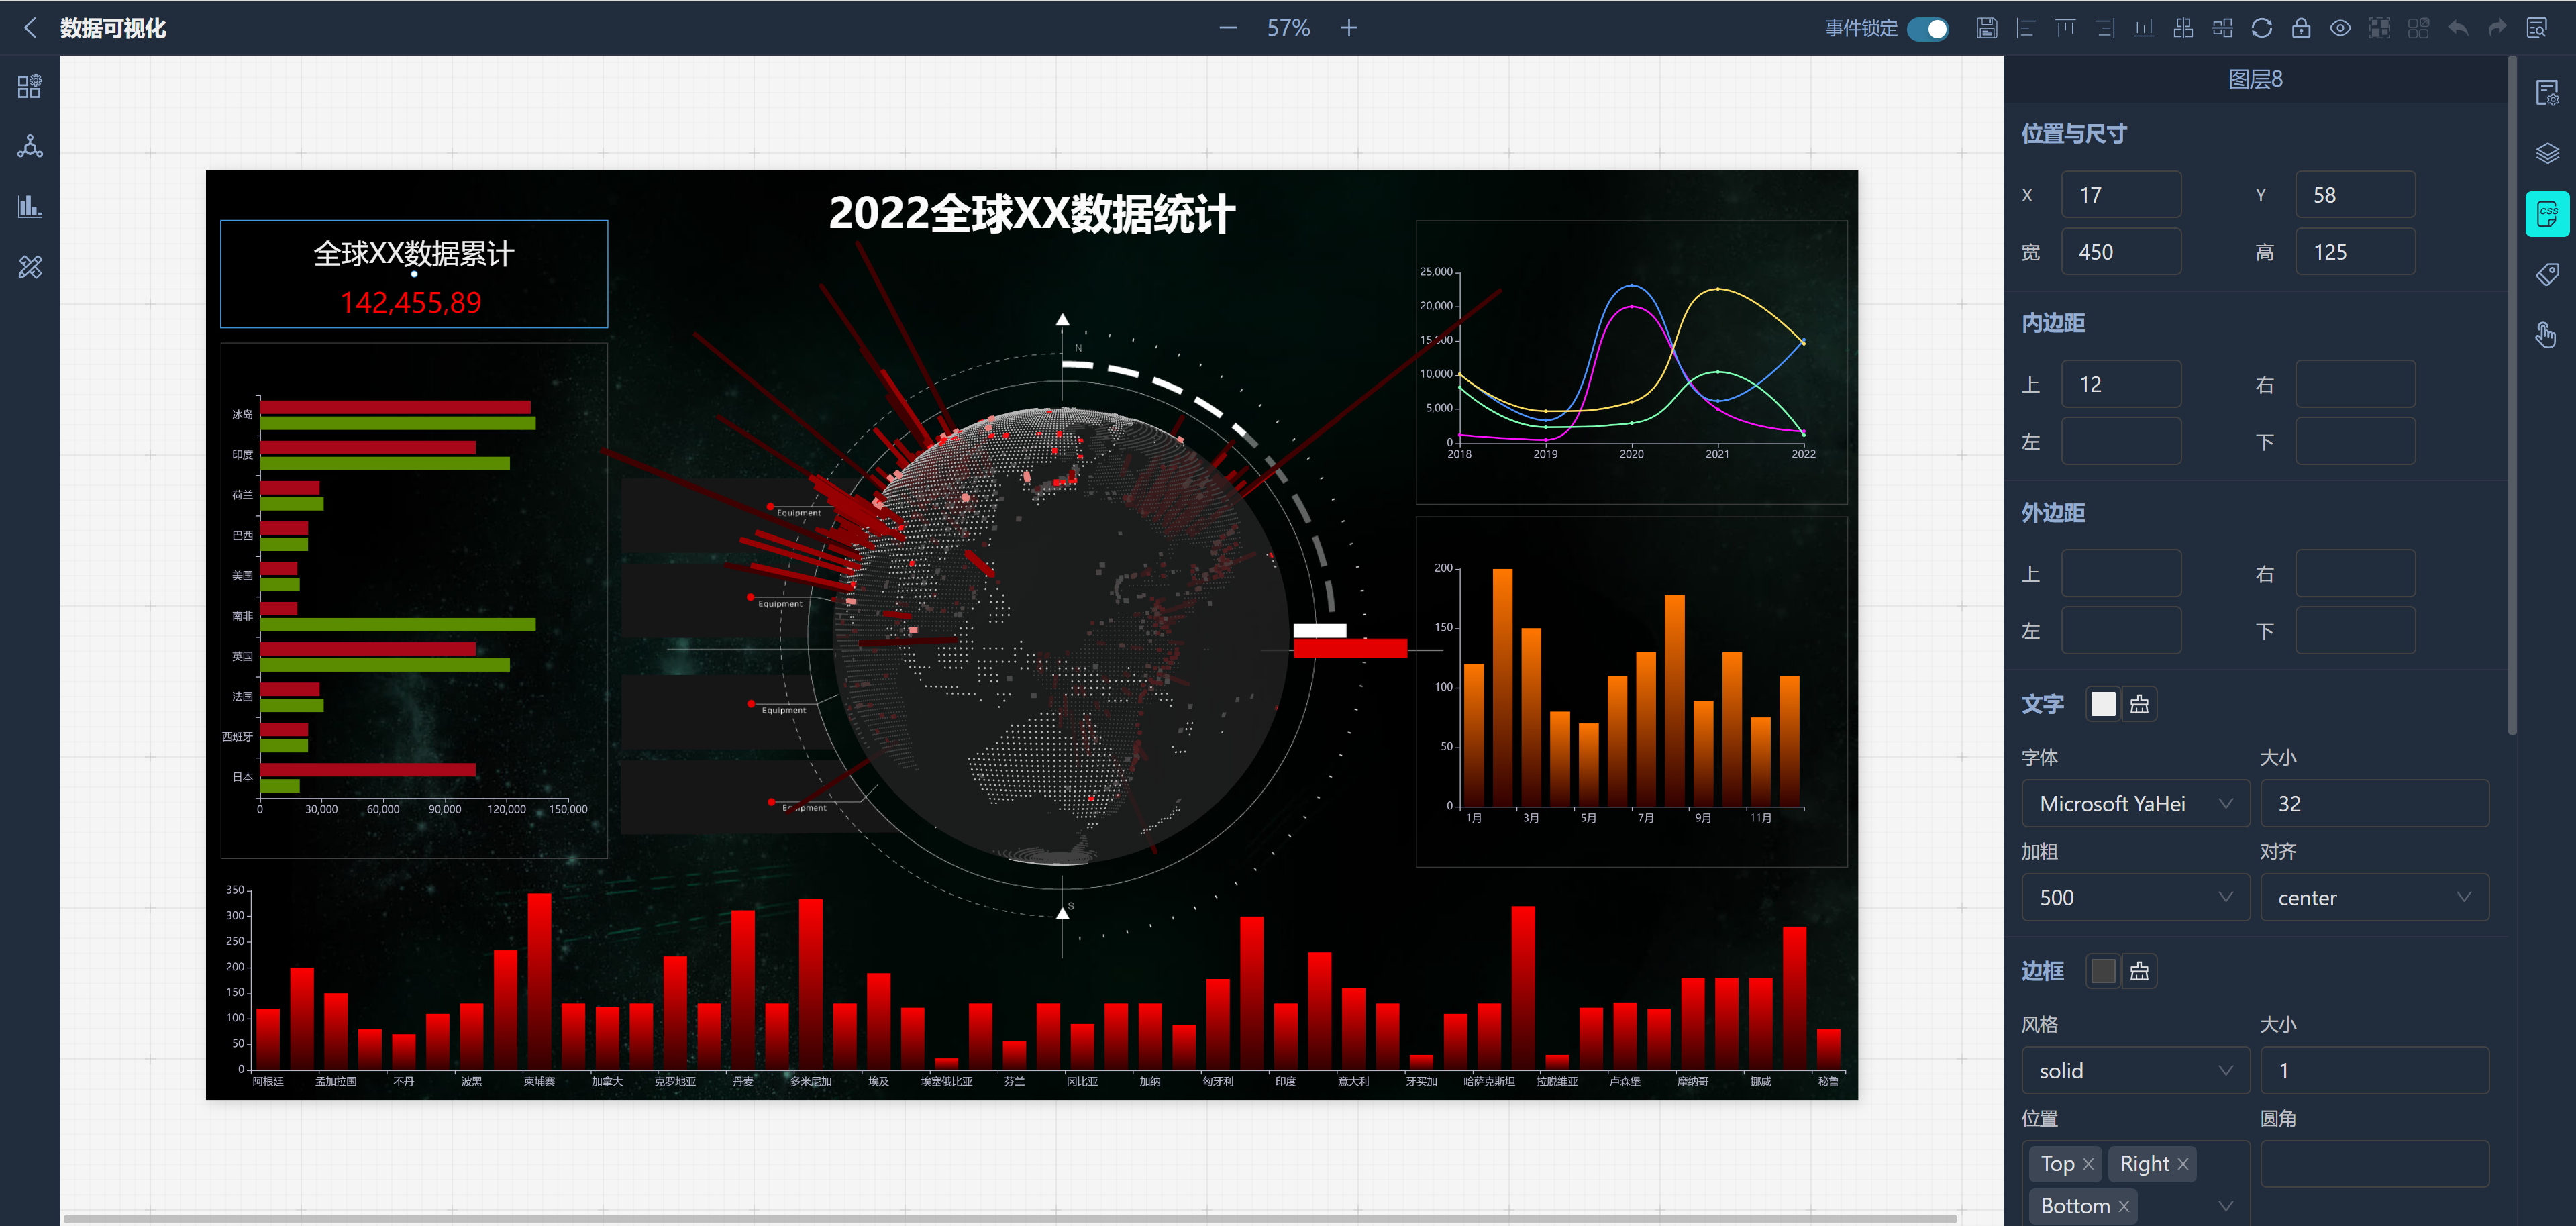 数据可视化
57%
事件锁定
2022全球XX数据统计
全球XX数据累计
142,455,89
冰岛
印度
荷兰
巴西
美国
南非
英国
法国
西班牙
日本
0 30,000 60,000 90,000 120,000 150,000
N
Equipment
Equipment
Equipment
Equipment
S
25,000
20,000
15,000
10,000
5,000
0
2018 2019 2020 2021 2022
200
150
100
50
0
1月 3月 5月 7月 9月 11月
350
300
250
200
150
100
50
0
阿根廷 孟加拉国 不丹 波黑 柬埔寨 加拿大 克罗地亚 丹麦 多米尼加 埃及 埃塞俄比亚 芬兰 冈比亚 加纳 匈牙利 印度 意大利 牙买加 哈萨克斯坦 拉脱维亚 卢森堡 摩纳哥 挪威 秘鲁
图层8
位置与尺寸
X 17 Y 58
宽 450 高 125
内边距
上 12 右
左 下
外边距
上 右
左 下
文字
字体 大小
Microsoft YaHei 32
加粗 对齐
500 center
边框
风格 大小
solid 1
位置 圆角
Top Right
Bottom
CSS